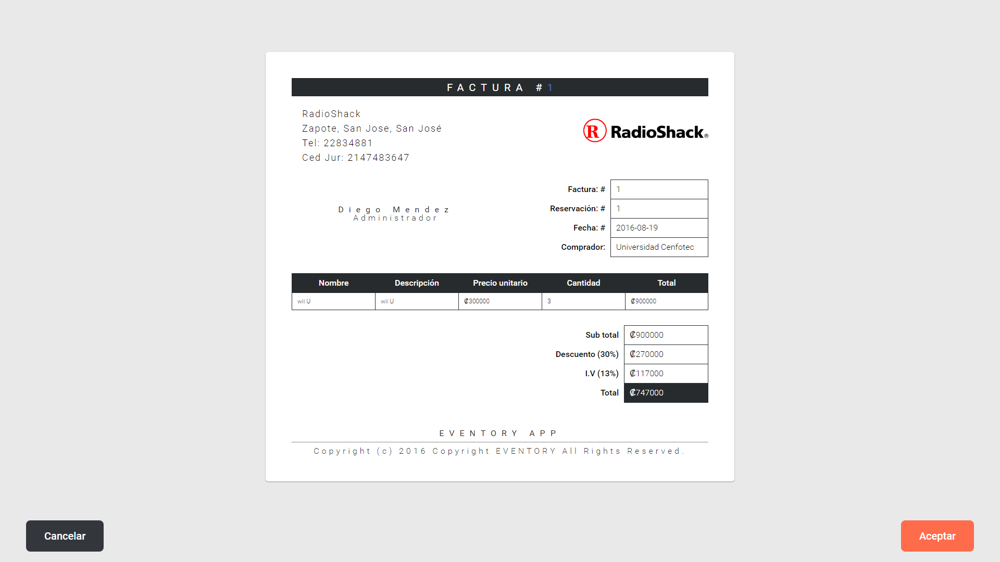 FACTURA #1
RadioShack
Zapote, San Jose, San José
Tel: 22834881
Ced Jur: 2147483647
R RadioShack®
Factura: # 1
Reservación: # 1
Fecha: # 2016-08-19
Comprador: Universidad Cenfotec
Diego Mendez
Administrador
Nombre Descripción Precio unitario Cantidad Total
wii U wii U ₡300000 3 ₡900000
Sub total ₡900000
Descuento (30%) ₡270000
I.V (13%) ₡117000
Total ₡747000
EVENTORY APP
Copyright (c) 2016 Copyright EVENTORY All Rights Reserved.
Cancelar
Aceptar